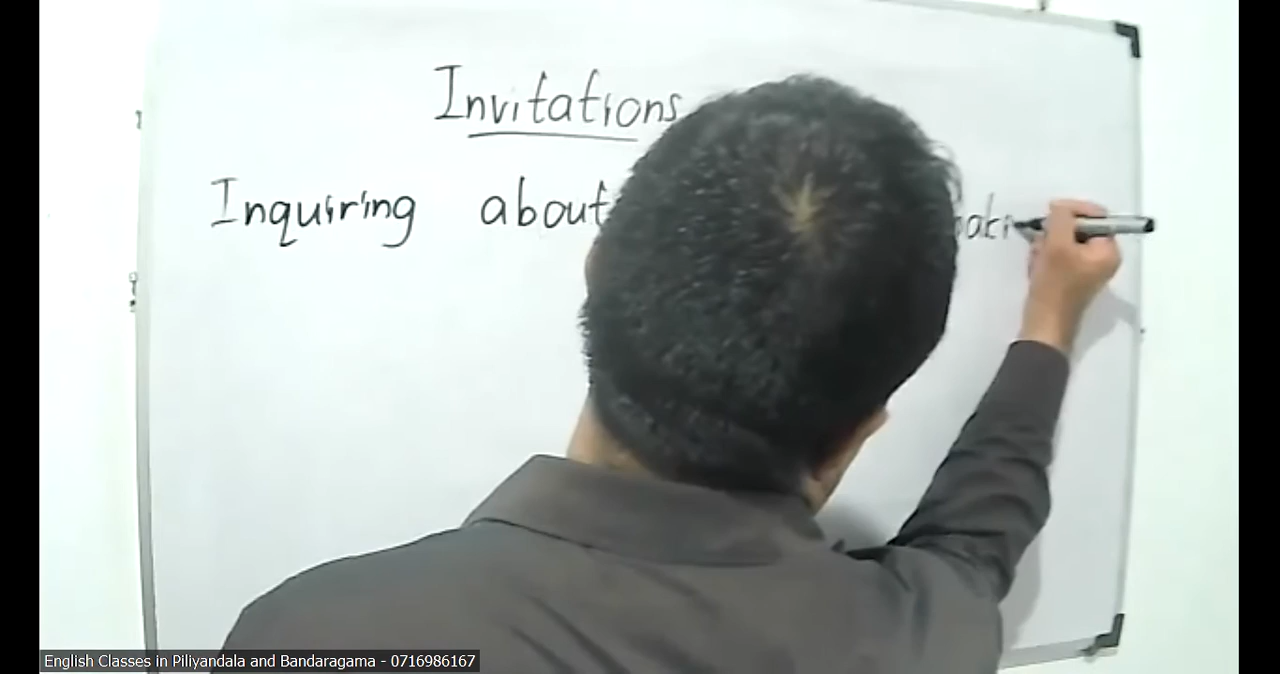 Invitations
Inquiring about
English Classes in Piliyandala and Bandaragama - 0716986167